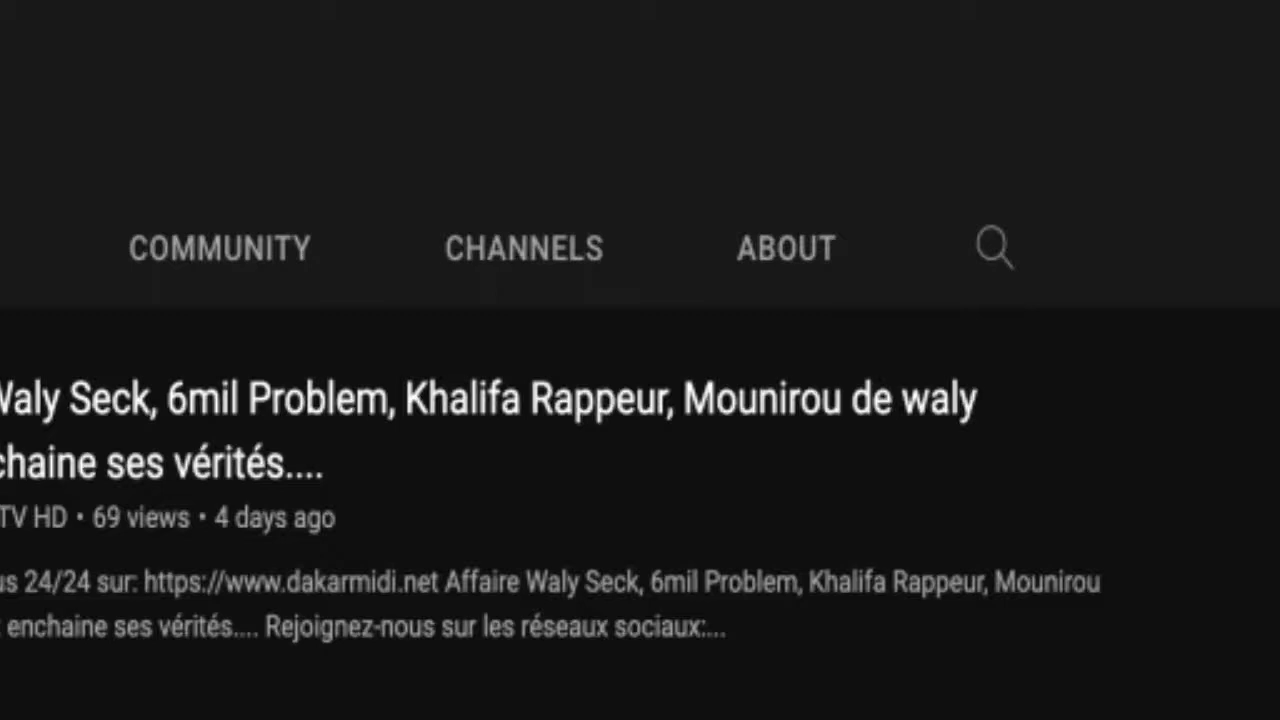 COMMUNITY CHANNELS ABOUT
Waly Seck, 6mil Problem, Khalifa Rappeur, Mounirou de waly
chaine ses vérités....
TV HD • 69 views • 4 days ago
us 24/24 sur: https://www.dakarmidi.net Affaire Waly Seck, 6mil Problem, Khalifa Rappeur, Mounirou
enchaine ses vérités.... Rejoignez-nous sur les réseaux sociaux:...